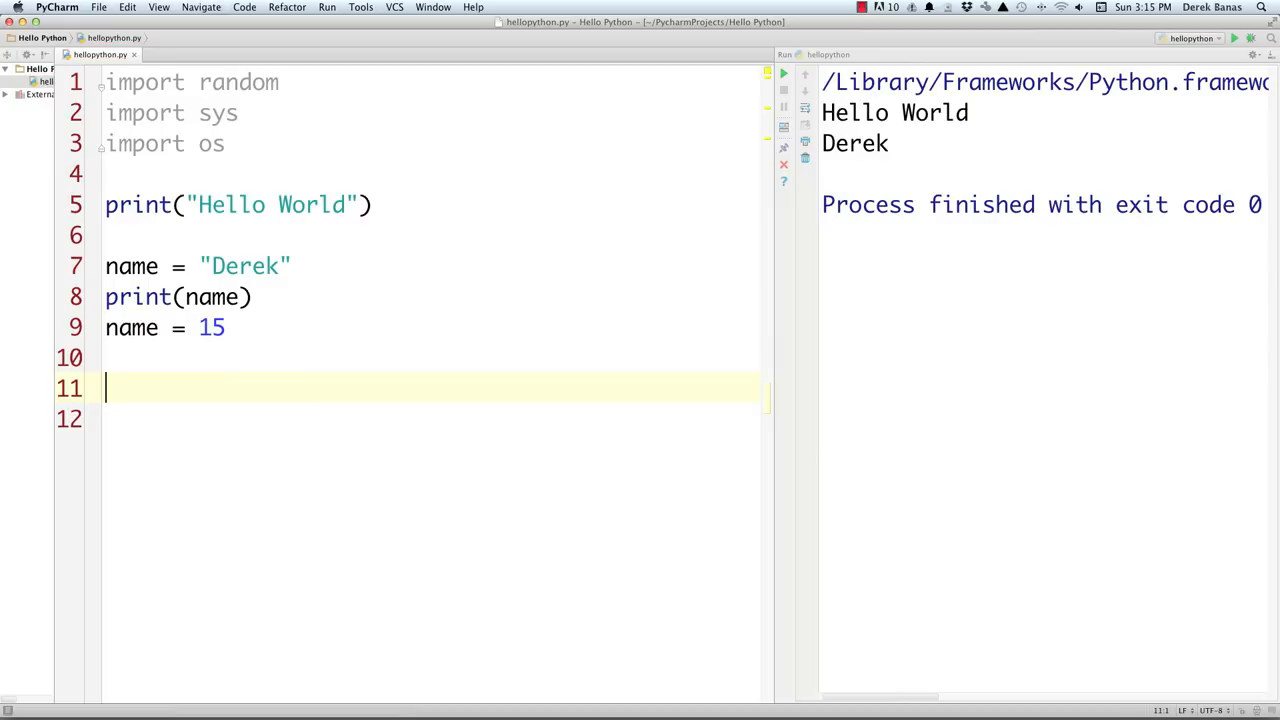 PyCharm File Edit View Navigate Code Refactor Run Tools VCS Window Help 10 Sun 3:15 PM Derek Banas
hellopython.py – Hello Python – [~/PycharmProjects/Hello Python]
Hello Python hellopython.py hellopython
hellopython.py × Run hellopython
Hello P
hell
Extern
1 import random
2 import sys
3 import os
4
5 print("Hello World")
6
7 name = "Derek"
8 print(name)
9 name = 15
10
11
12
/Library/Frameworks/Python.framewo
Hello World
Derek
Process finished with exit code 0
11:1 LF UTF-8